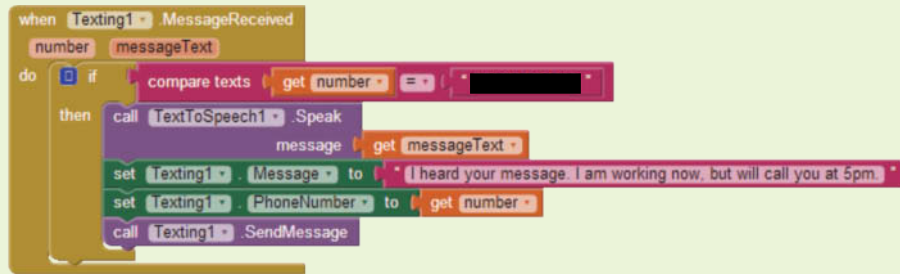 when Texting1 .MessageReceived
number messageText
do if compare texts get number = " "
then call TextToSpeech1 .Speak
message get messageText
set Texting1 . Message to " I heard your message. I am working now, but will call you at 5pm. "
set Texting1 . PhoneNumber to get number
call Texting1 .SendMessage